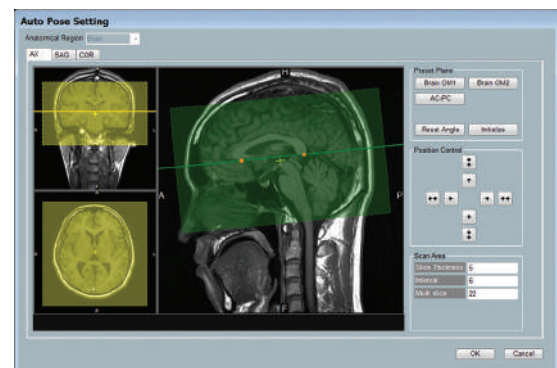 Auto Pose Setting
Anatomical Region Brain
AX SAG COR
H
A
P
F
Preset Plane
Brain OM1 Brain OM2
AC-PC
Reset Angle Initialize
Position Control
Scan Area
Slice Thickness 5
Interval 6
Multi slice 22
OK Cancel